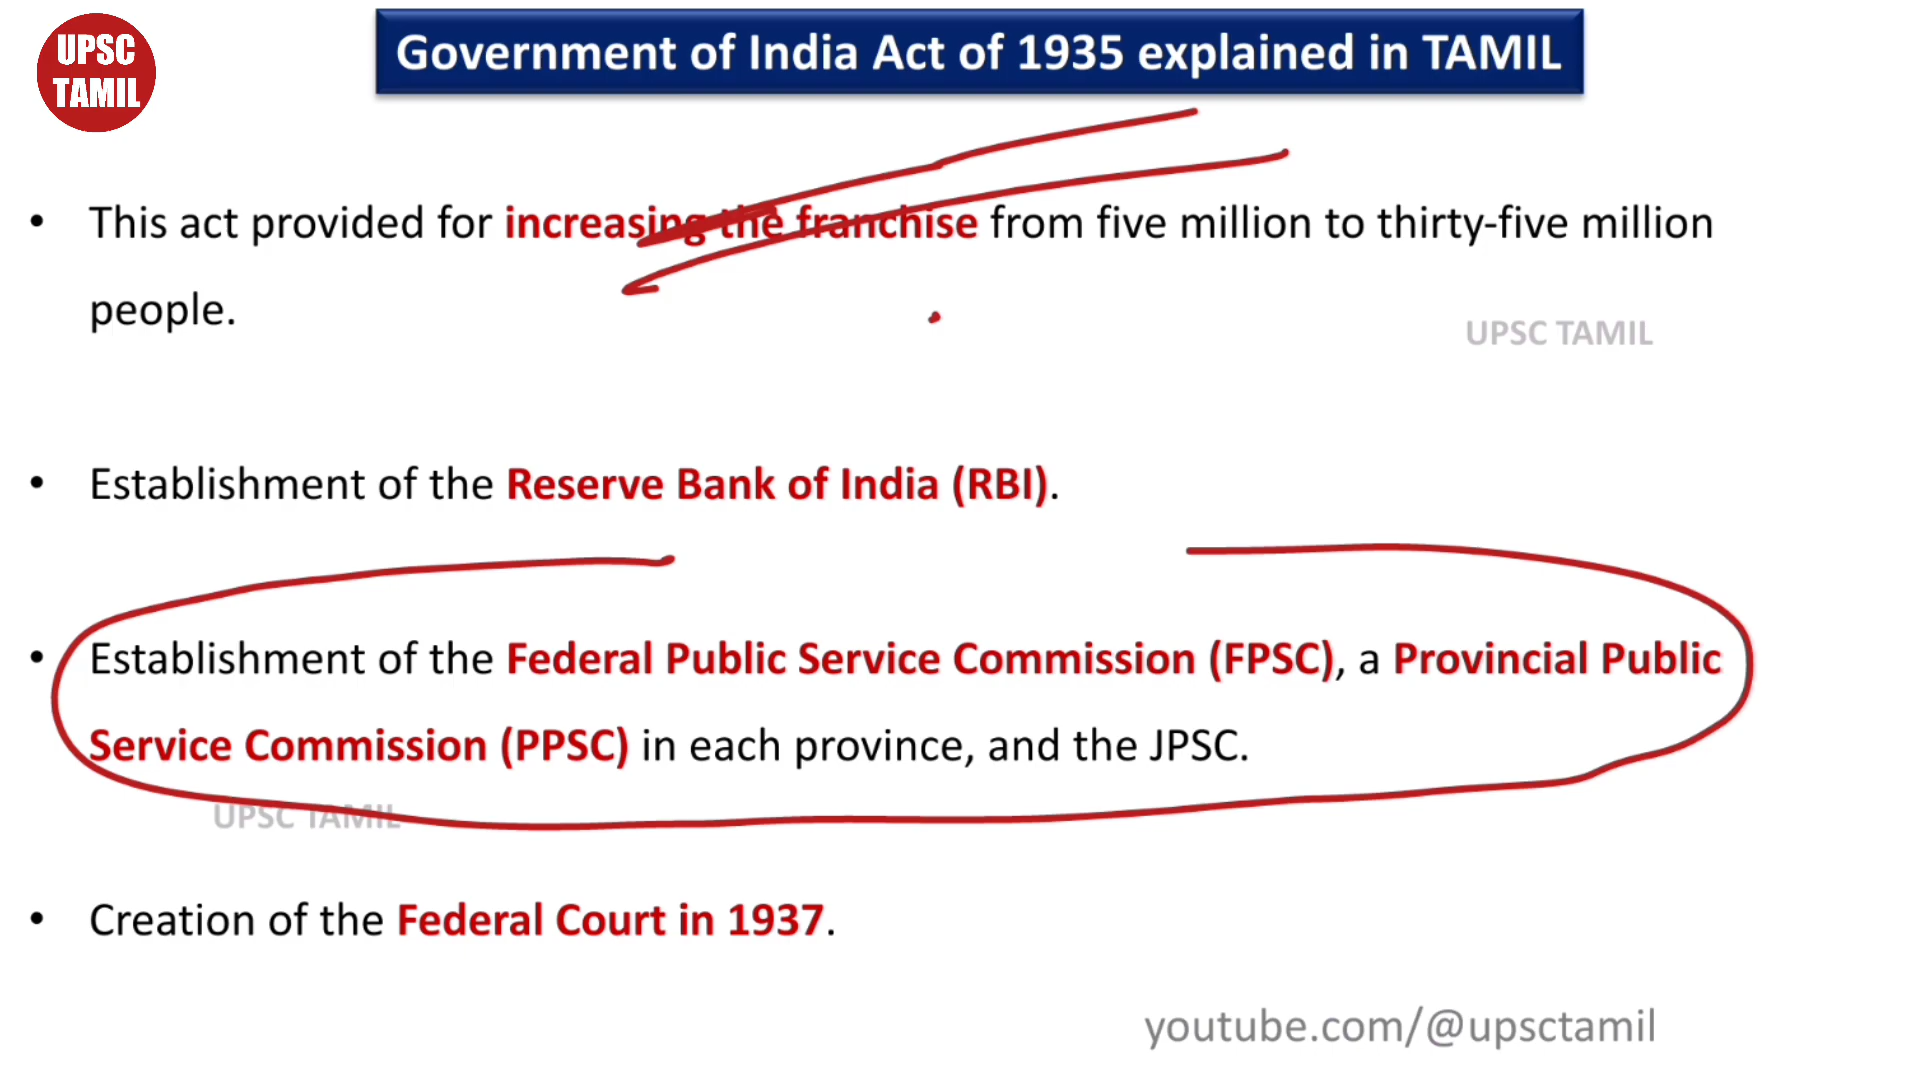 UPSC
TAMIL
Government of India Act of 1935 explained in TAMIL
• This act provided for increasing the franchise from five million to thirty-five million
people.
UPSC TAMIL
• Establishment of the Reserve Bank of India (RBI).
• Establishment of the Federal Public Service Commission (FPSC), a Provincial Public
Service Commission (PPSC) in each province, and the JPSC.
UPSC TAMIL
• Creation of the Federal Court in 1937.
youtube.com/@upsctamil